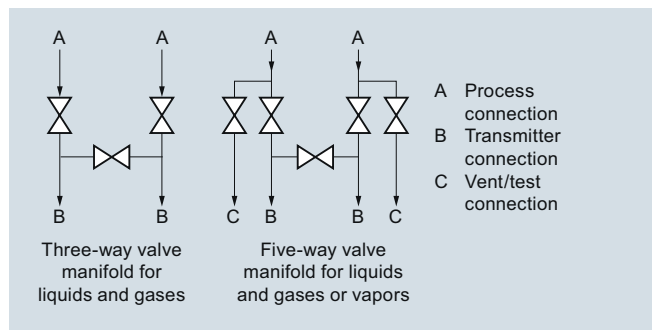 A A A A
B B C B B C
Three-way valve
manifold for
liquids and gases
Five-way valve
manifold for liquids
and gases or vapors
A Process
connection
B Transmitter
connection
C Vent/test
connection